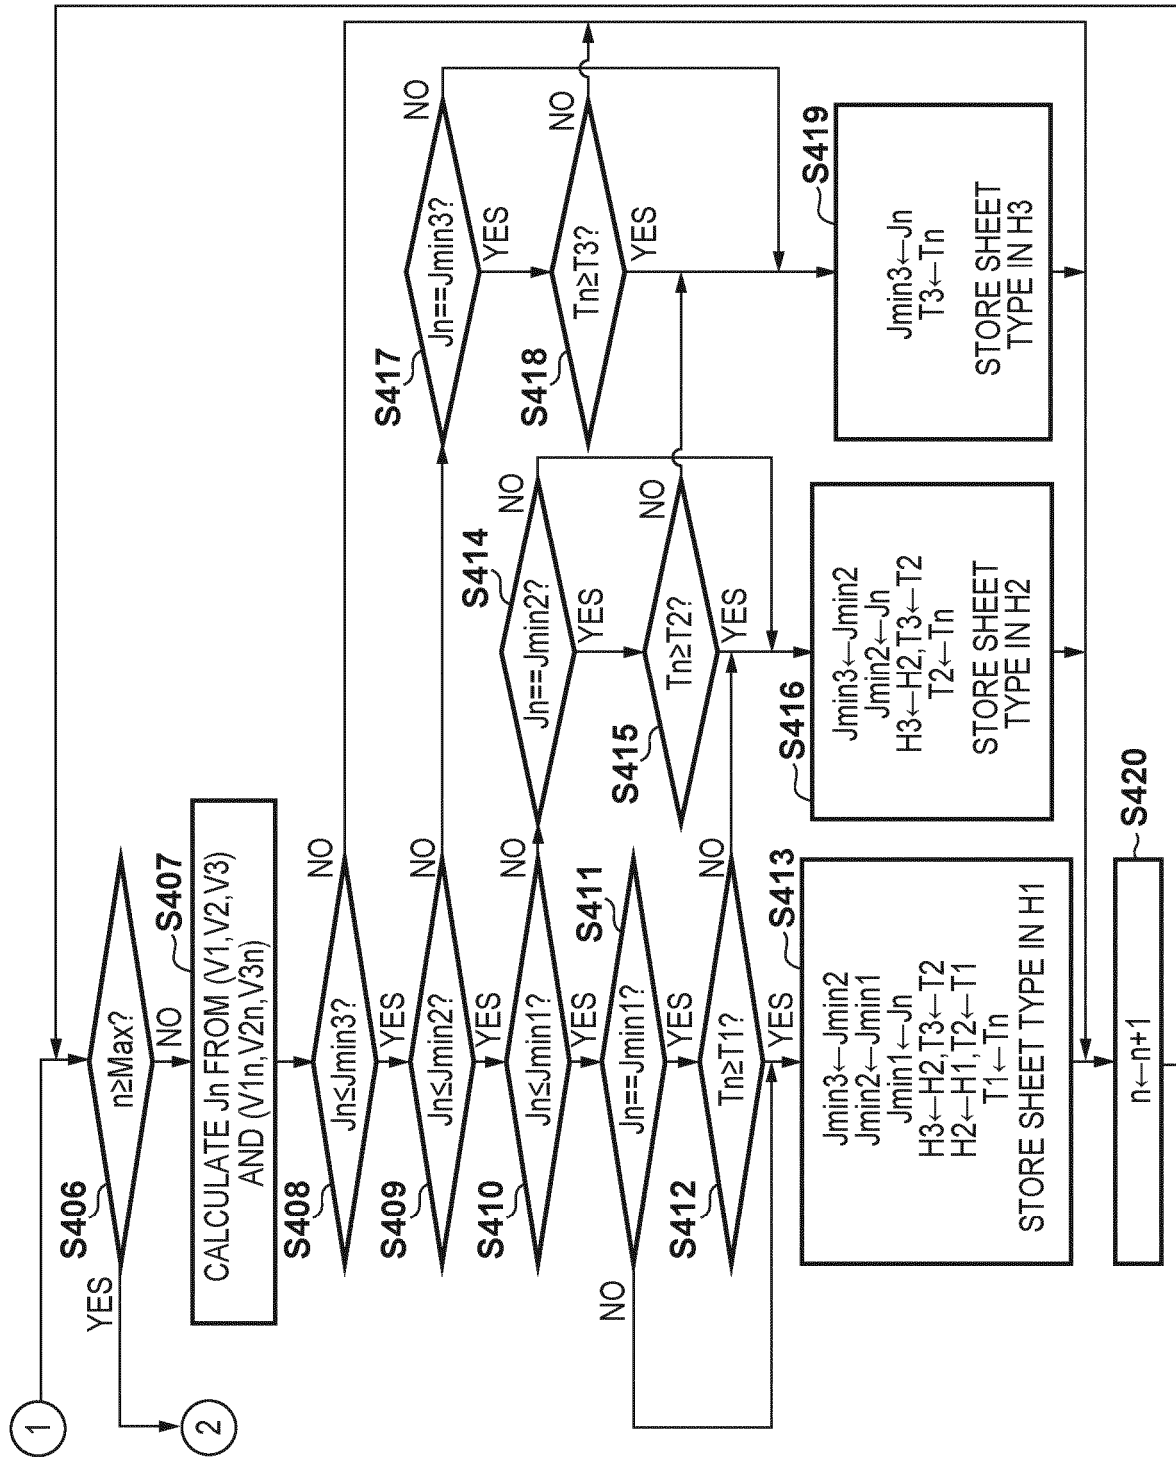 1
S406
n≥Max?
YES
NO
2
S407
CALCULATE Jn FROM (V1,V2,V3)
AND (V1n,V2n,V3n)
S408
Jn≤Jmin3?
NO
YES
S409
Jn≤Jmin2?
NO
YES
S410
Jn≤Jmin1?
NO
YES
S411
Jn==Jmin1?
NO
YES
S412
Tn≥T1?
NO
YES
S413
Jmin3←Jmin2
Jmin2←Jmin1
Jmin1←Jn
H3←H2,T3←T2
H2←H1,T2←T1
T1←Tn
STORE SHEET TYPE IN H1
S414
Jn==Jmin2?
NO
YES
S415
Tn≥T2?
NO
YES
S416
Jmin3←Jmin2
Jmin2←Jn
H3←H2,T3←T2
T2←Tn
STORE SHEET
TYPE IN H2
S417
Jn==Jmin3?
NO
YES
S418
Tn≥T3?
NO
YES
S419
Jmin3←Jn
T3←Tn
STORE SHEET
TYPE IN H3
S420
n←n+1